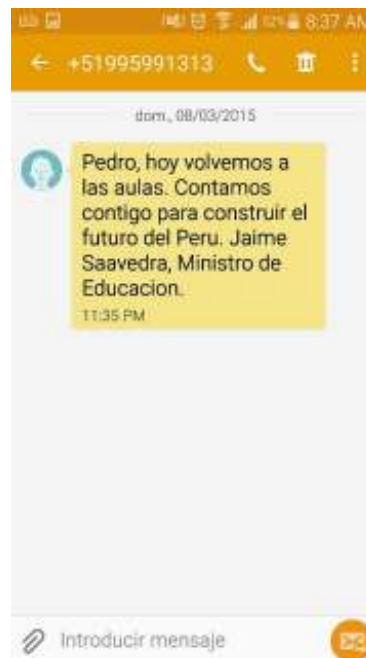 8:37 AM
+51995991313
dom., 08/03/2015
Pedro, hoy volvemos a
las aulas. Contamos
contigo para construir el
futuro del Peru. Jaime
Saavedra, Ministro de
Educacion.
11:35 PM
Introducir mensaje